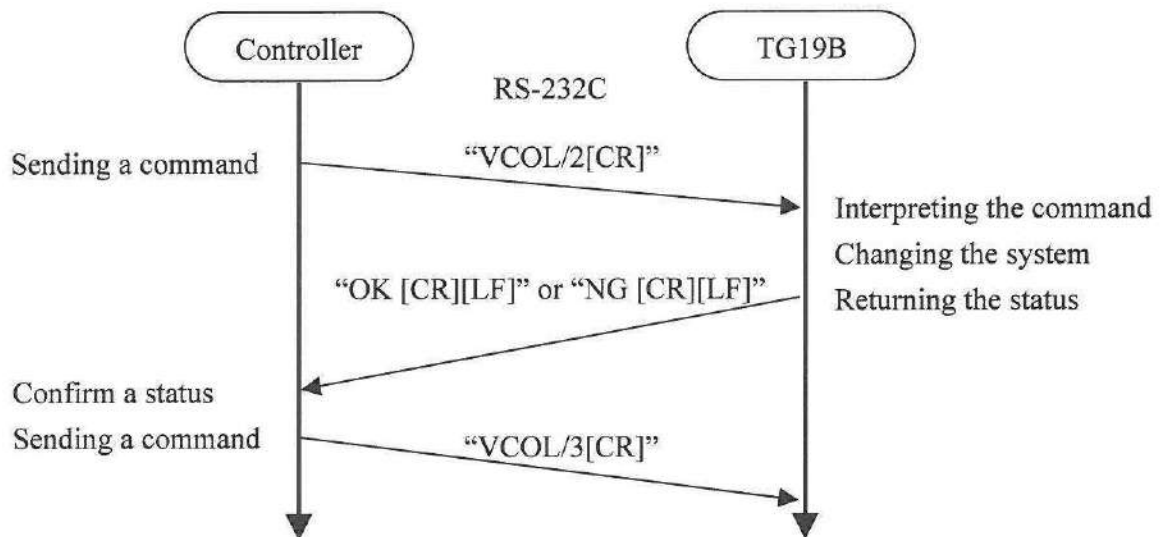 Controller
TG19B
RS-232C
Sending a command
“VCOL/2[CR]”
Interpreting the command
Changing the system
“OK [CR][LF]” or “NG [CR][LF]”
Returning the status
Confirm a status
Sending a command
“VCOL/3[CR]”